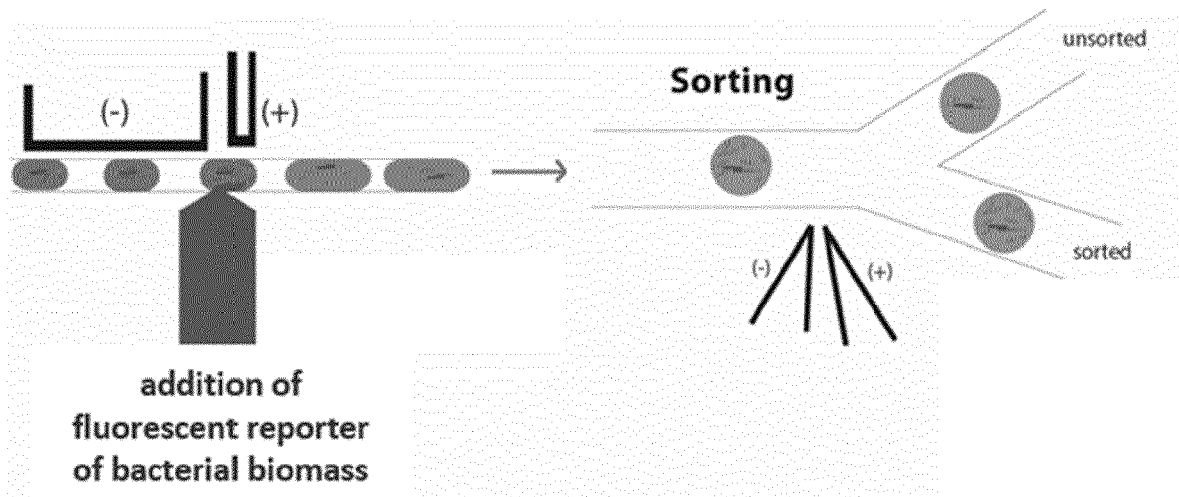 (-)
(+)
Sorting
unsorted
sorted
(-)
(+)
addition of
fluorescent reporter
of bacterial biomass